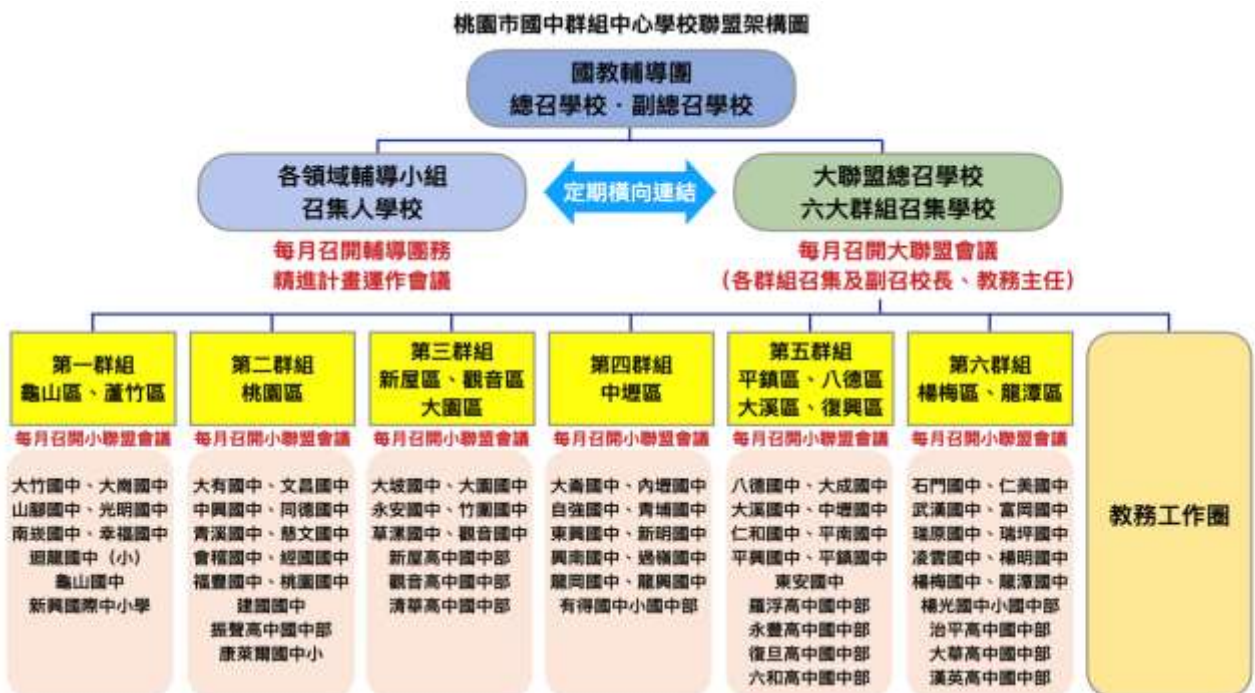 桃園市國中群組中心學校聯盟架構圖
國教輔導團
總召學校．副總召學校
各領域輔導小組
召集人學校
定期橫向連結
大聯盟總召學校
六大群組召集學校
每月召開輔導團務
精進計畫運作會議
每月召開大聯盟會議
(各群組召集及副召校長、教務主任)
第一群組
龜山區、蘆竹區
每月召開小聯盟會議
大竹國中、大崗國中
山腳國中、光明國中
南崁國中、幸福國中
迴龍國中（小）
龜山國中
新興國際中小學
第二群組
桃園區
每月召開小聯盟會議
大有國中、文昌國中
中興國中、同德國中
青溪國中、慈文國中
會稽國中、經國國中
福豐國中、桃園國中
建國國中
振聲高中國中部
康萊爾國中小
第三群組
新屋區、觀音區
大園區
每月召開小聯盟會議
大坡國中、大園國中
永安國中、竹圍國中
草漯國中、觀音國中
新屋高中國中部
觀音高中國中部
清華高中國中部
第四群組
中壢區
每月召開小聯盟會議
大崙國中、內壢國中
自強國中、青埔國中
東興國中、新明國中
興南國中、過嶺國中
龍岡國中、龍興國中
有得國中小國中部
第五群組
平鎮區、八德區
大溪區、復興區
每月召開小聯盟會議
八德國中、大成國中
大溪國中、中壢國中
仁和國中、平南國中
平興國中、平鎮國中
東安國中
羅浮高中國中部
永豐高中國中部
復旦高中國中部
六和高中國中部
第六群組
楊梅區、龍潭區
每月召開小聯盟會議
石門國中、仁美國中
武漢國中、富岡國中
瑞原國中、瑞坪國中
凌雲國中、楊明國中
楊梅國中、龍潭國中
楊光國中小國中部
治平高中國中部
大華高中國中部
漢英高中國中部
教務工作圈